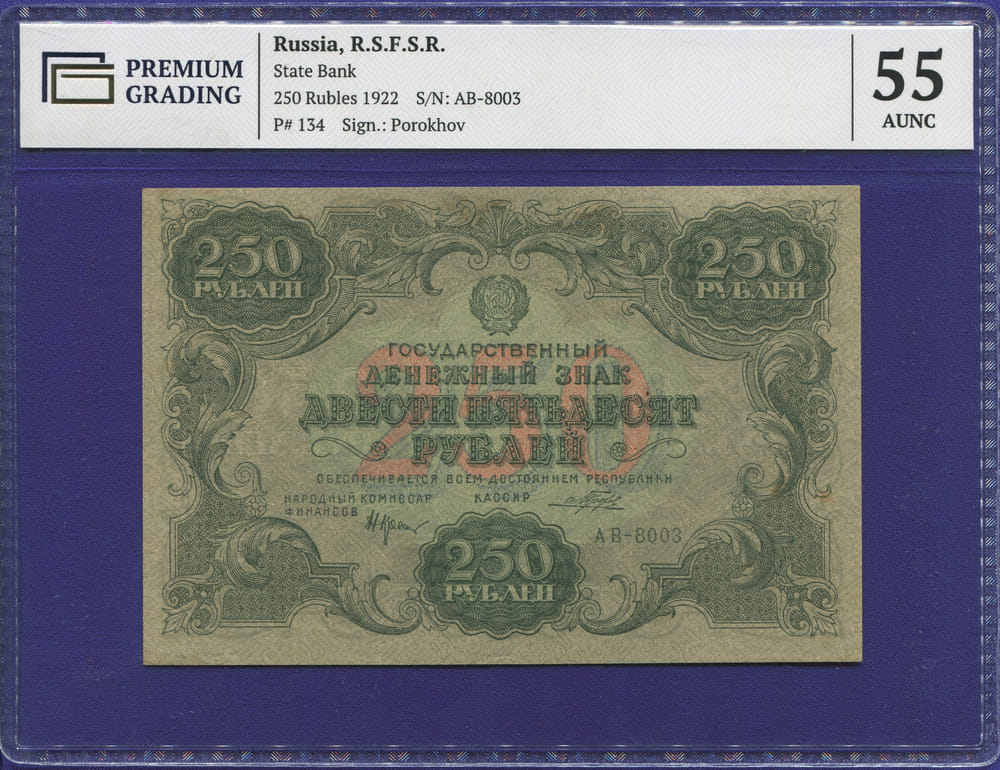 PREMIUM
GRADING
Russia, R.S.F.S.R.
State Bank
250 Rubles 1922 S/N: AB-8003
P# 134 Sign.: Porokhov
55
AUNC
250
РУБЛЕЙ
250
РУБЛЕЙ
250
ГОСУДАРСТВЕННЫЙ
ДЕНЕЖНЫЙ ЗНАК
ДВЕСТИ ПЯТЬДЕСЯТ
РУБЛЕЙ
ОБЕСПЕЧИВАЕТСЯ ВСЕМ ДОСТОЯНИЕМ РЕСПУБЛИКИ
НАРОДНЫЙ КОМИССАР
ФИНАНСОВ
КАССИР
АВ-8003
250
РУБЛЕЙ